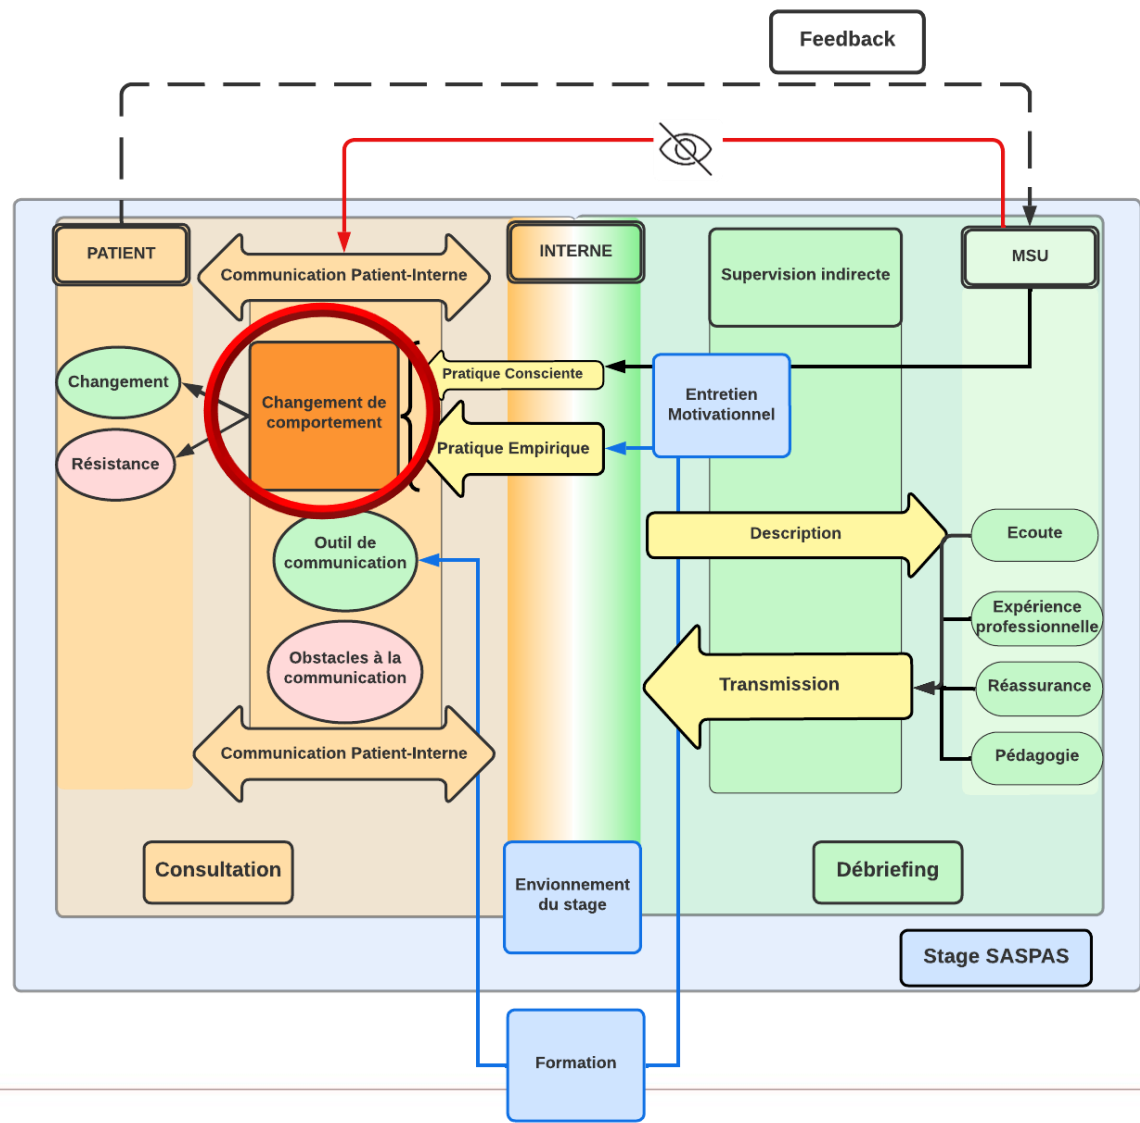 Feedback
PATIENT
Communication Patient-Interne
INTERNE
Supervision indirecte
MSU
Changement
Résistance
Changement de
comportement
Pratique Consciente
Pratique Empirique
Entretien
Motivationnel
Outil de
communication
Obstacles à la
communication
Communication Patient-Interne
Description
Transmission
Ecoute
Expérience
professionnelle
Réassurance
Pédagogie
Consultation
Envionnement
du stage
Débriefing
Stage SASPAS
Formation